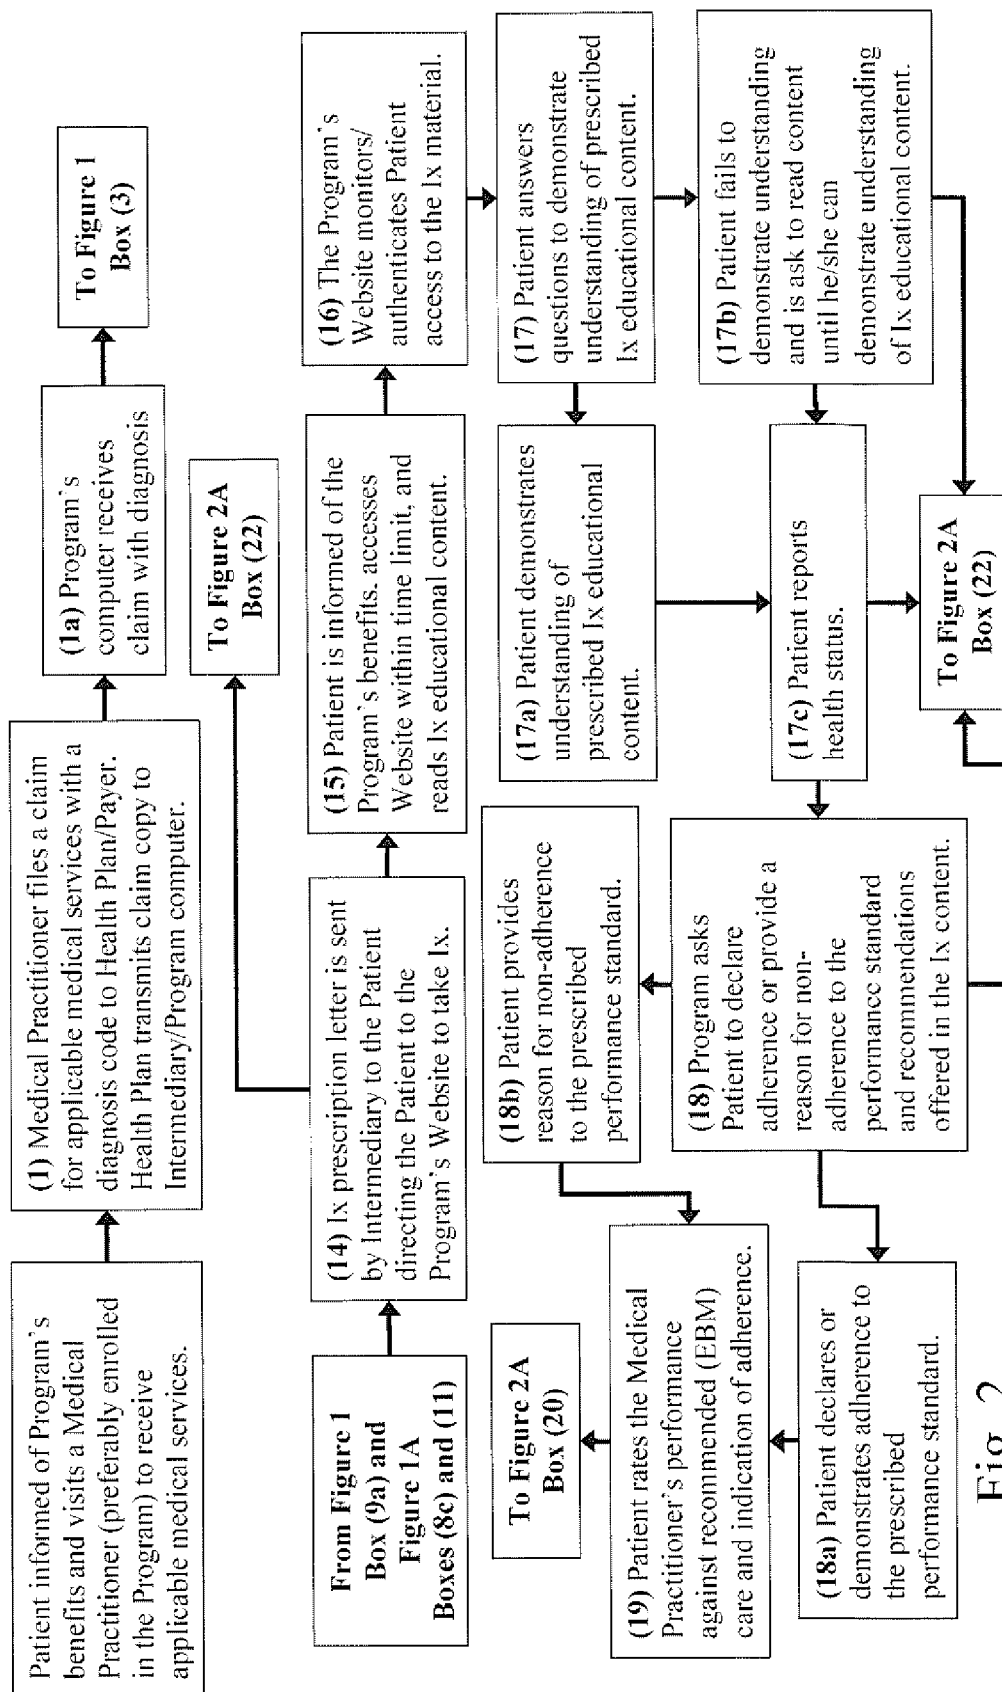 Patient informed of Program's
benefits and visits a Medical
Practitioner (preferably enrolled
in the Program) to receive
applicable medical services.
(1) Medical Practitioner files a claim
for applicable medical services with a
diagnosis code to Health Plan/Payer.
Health Plan transmits claim copy to
Intermediary/Program computer.
(1a) Program's
computer receives
claim with diagnosis
To Figure 1
Box (3)
To Figure 2A
Box (22)
From Figure 1
Box (9a) and
Figure 1A
Boxes (8c) and (11)
(14) Ix prescription letter is sent
by Intermediary to the Patient
directing the Patient to the
Program's Website to take Ix.
(15) Patient is informed of the
Program's benefits, accesses
Website within time limit, and
reads Ix educational content.
(16) The Program's
Website monitors/
authenticates Patient
access to the Ix material.
(17) Patient answers
questions to demonstrate
understanding of prescribed
Ix educational content.
(17a) Patient demonstrates
understanding of
prescribed Ix educational
content.
(17b) Patient fails to
demonstrate understanding
and is ask to read content
until he/she can
demonstrate understanding
of Ix educational content.
(17c) Patient reports
health status.
To Figure 2A
Box (22)
(18) Program asks
Patient to declare
adherence or provide a
reason for non-
adherence to the
performance standard
and recommendations
offered in the Ix content.
(18b) Patient provides
reason for non-adherence
to the prescribed
performance standard.
(18a) Patient declares or
demonstrates adherence to
the prescribed
performance standard.
(19) Patient rates the Medical
Practitioner's performance
against recommended (EBM)
care and indication of adherence.
To Figure 2A
Box (20)
Fig. 2